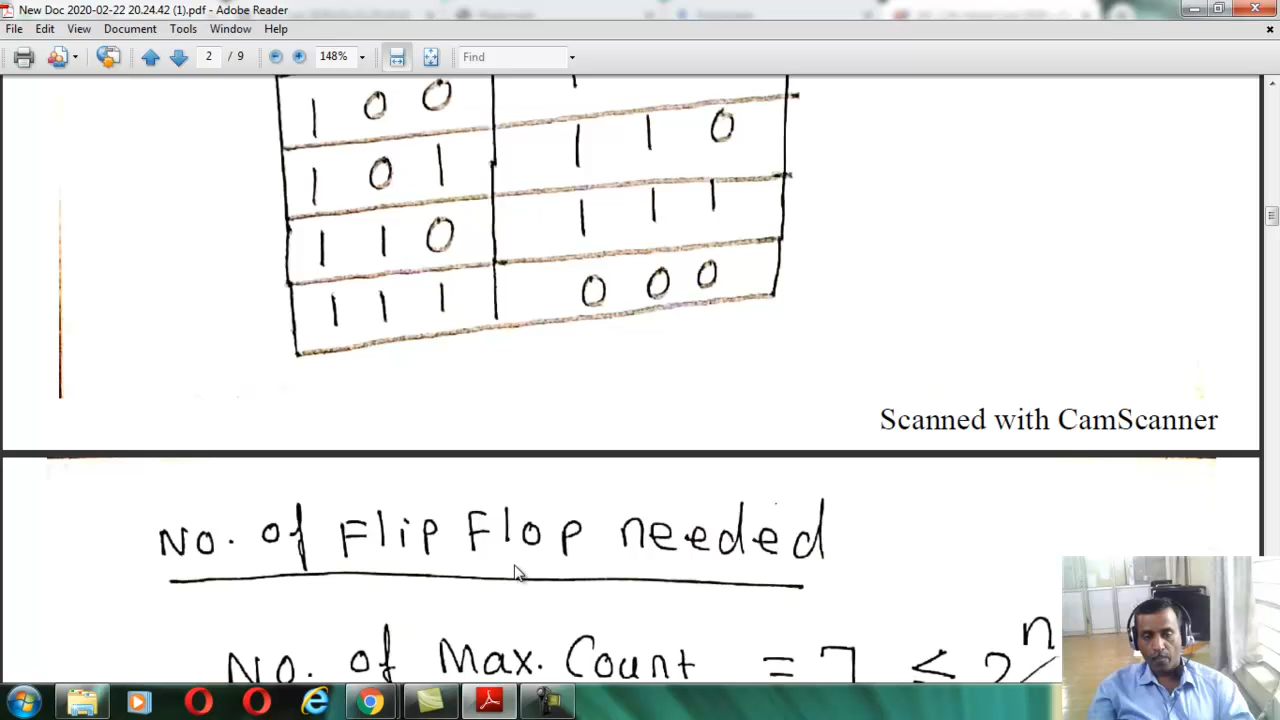 New Doc 2020-02-22 20.24.42 (1).pdf - Adobe Reader
File Edit View Document Tools Window Help
2 / 9 148% Find
1 0 0
1 0 1 1 1 0
1 1 0 1 1 1
1 1 1 0 0 0
Scanned with CamScanner
No. of Flip Flop needed
No. of Max. Count = 7 ≤ 2^n